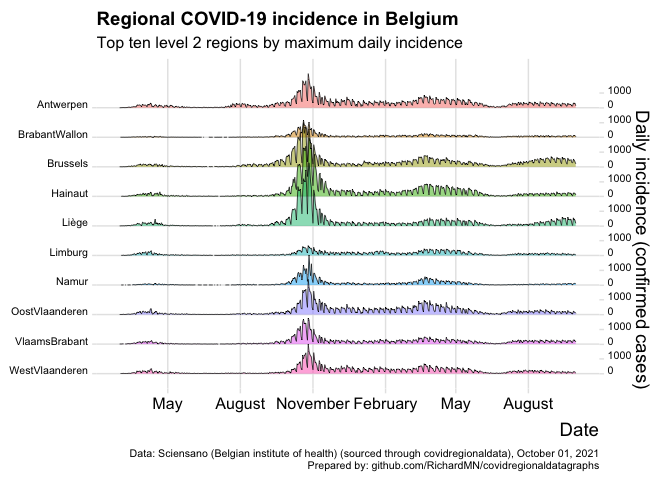 Regional COVID-19 incidence in Belgium
Top ten level 2 regions by maximum daily incidence
Antwerpen
1000
0
BrabantWallon
1000
0
Brussels
1000
0
Hainaut
1000
0
Liège
1000
0
Limburg
1000
0
Namur
1000
0
OostVlaanderen
1000
0
VlaamsBrabant
1000
0
WestVlaanderen
1000
0
Daily incidence (confirmed cases)
May August November February May August
Date
Data: Sciensano (Belgian institute of health) (sourced through covidregionaldata), October 01, 2021
Prepared by: github.com/RichardMN/covidregionaldatagraphs